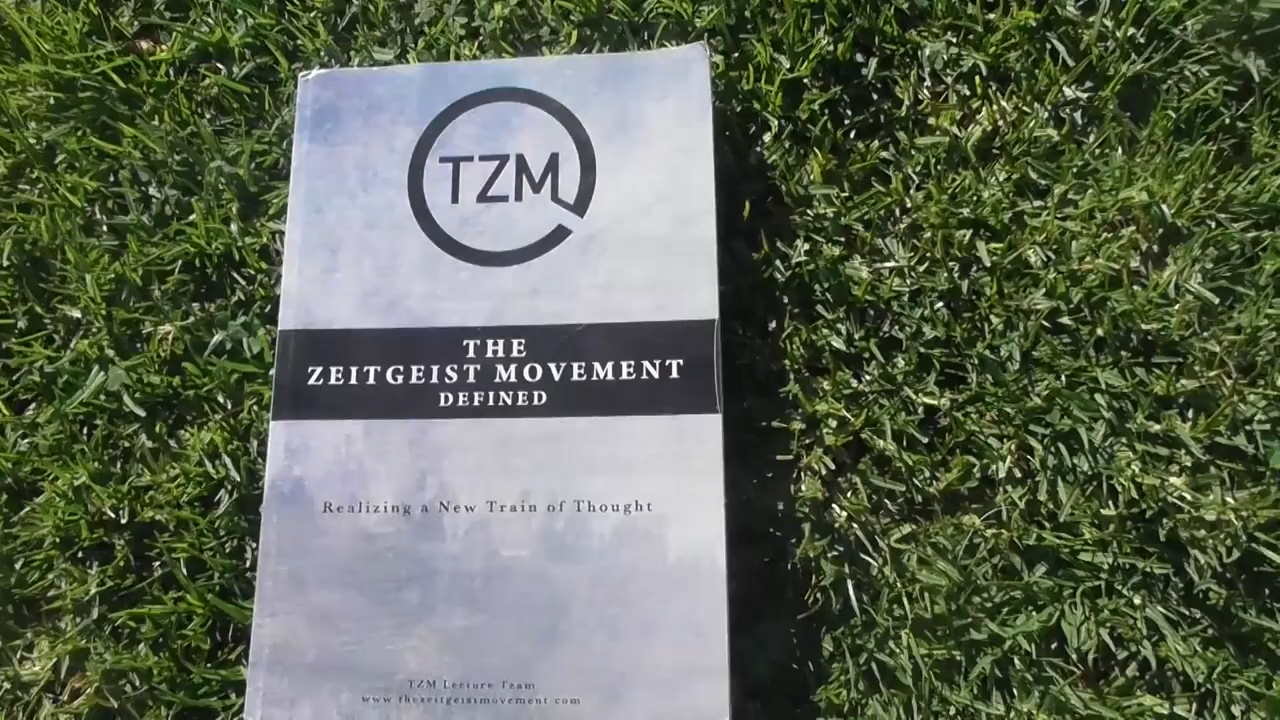 TZM
THE
ZEITGEIST MOVEMENT
DEFINED
Realizing a New Train of Thought
TZM Lecture Team
www.thezeitgeistmovement.com